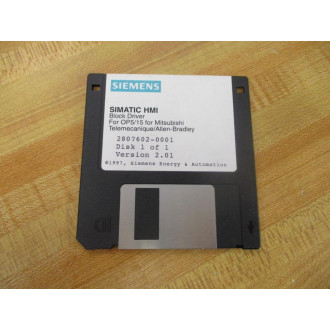 SIEMENS
SIMATIC HMI
Block Driver
For OP5/15 for Mitsubishi
Telemecanique/Allen-Bradley
2807602-0001
Disk 1 of 1
Version 2.01
©1997, Siemens Energy & Automation